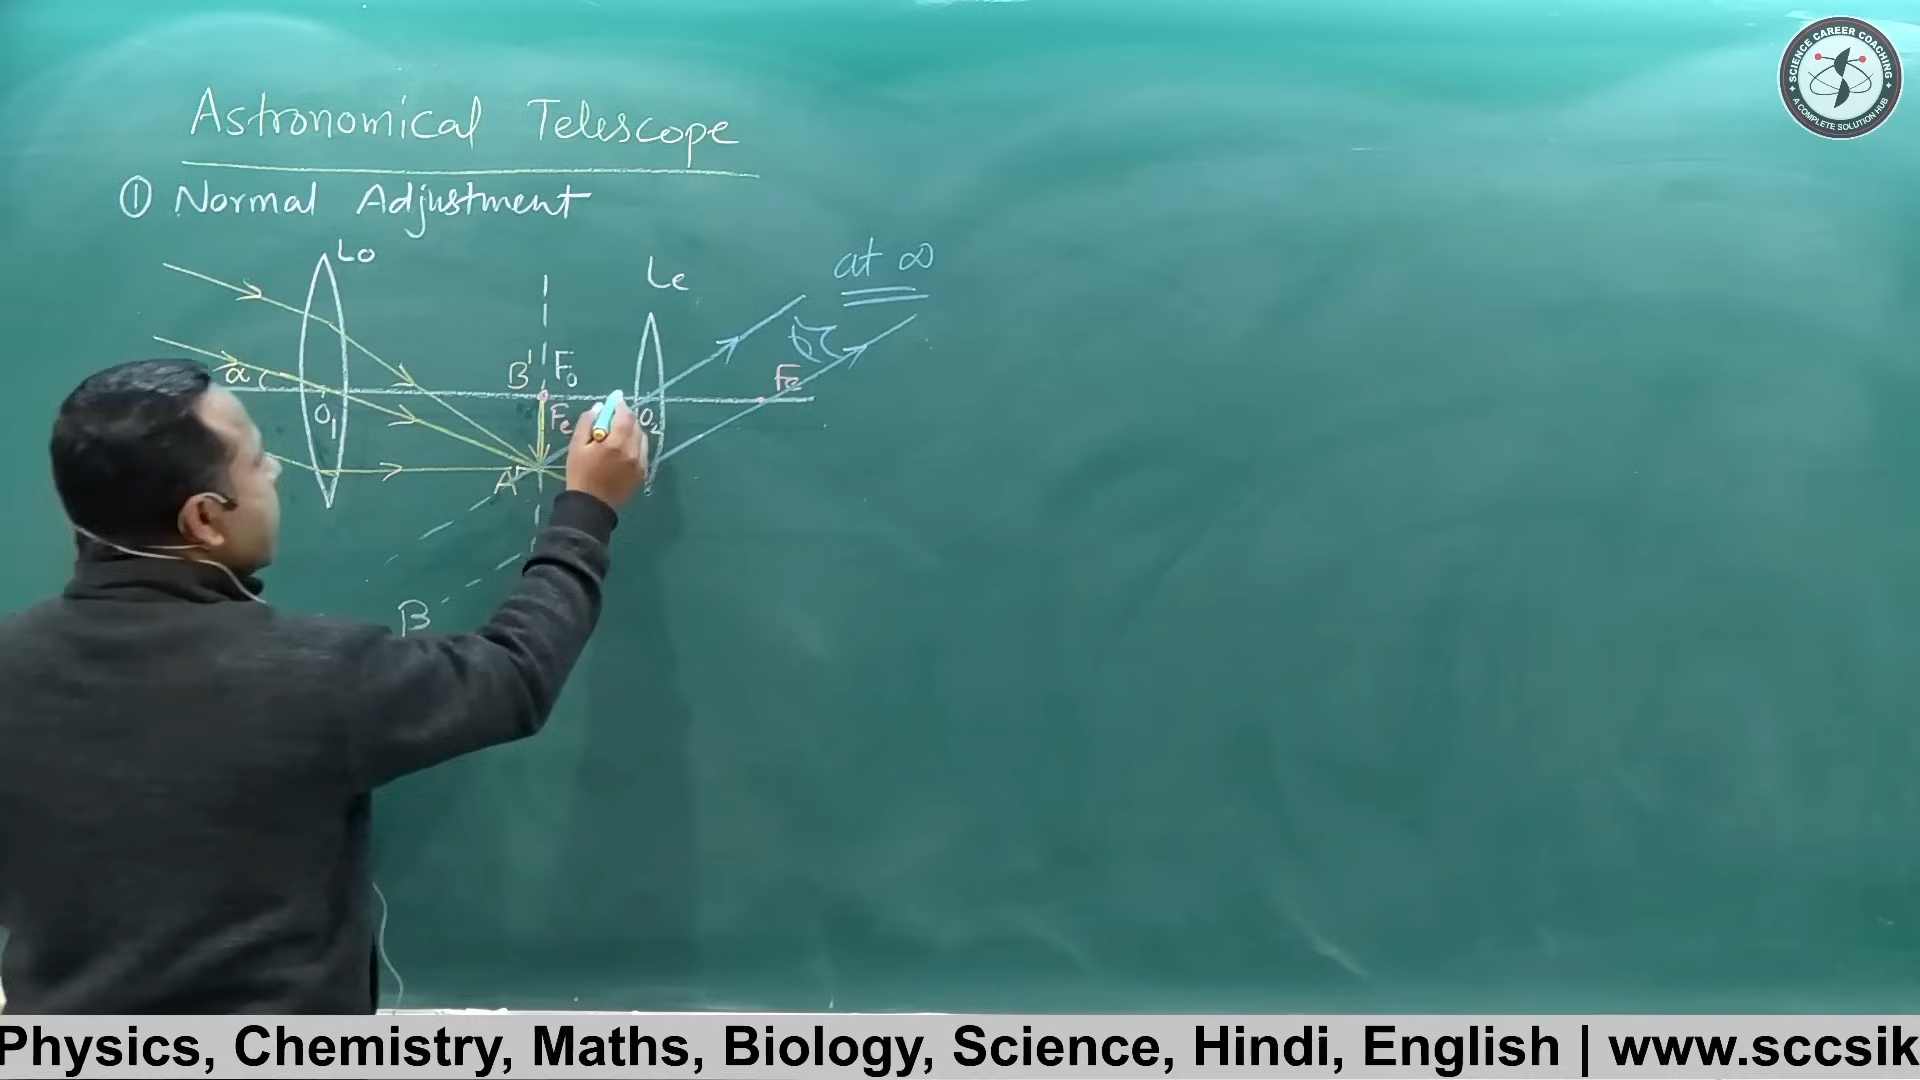 SCIENCE CAREER COACHING
A COMPLETE SOLUTION HUB
Astronomical Telescope
① Normal Adjustment
Lo
Le
at ∞
B' Fo
α
Fe
O1
Fe
O2
A'
B
Physics, Chemistry, Maths, Biology, Science, Hindi, English | www.sccsik